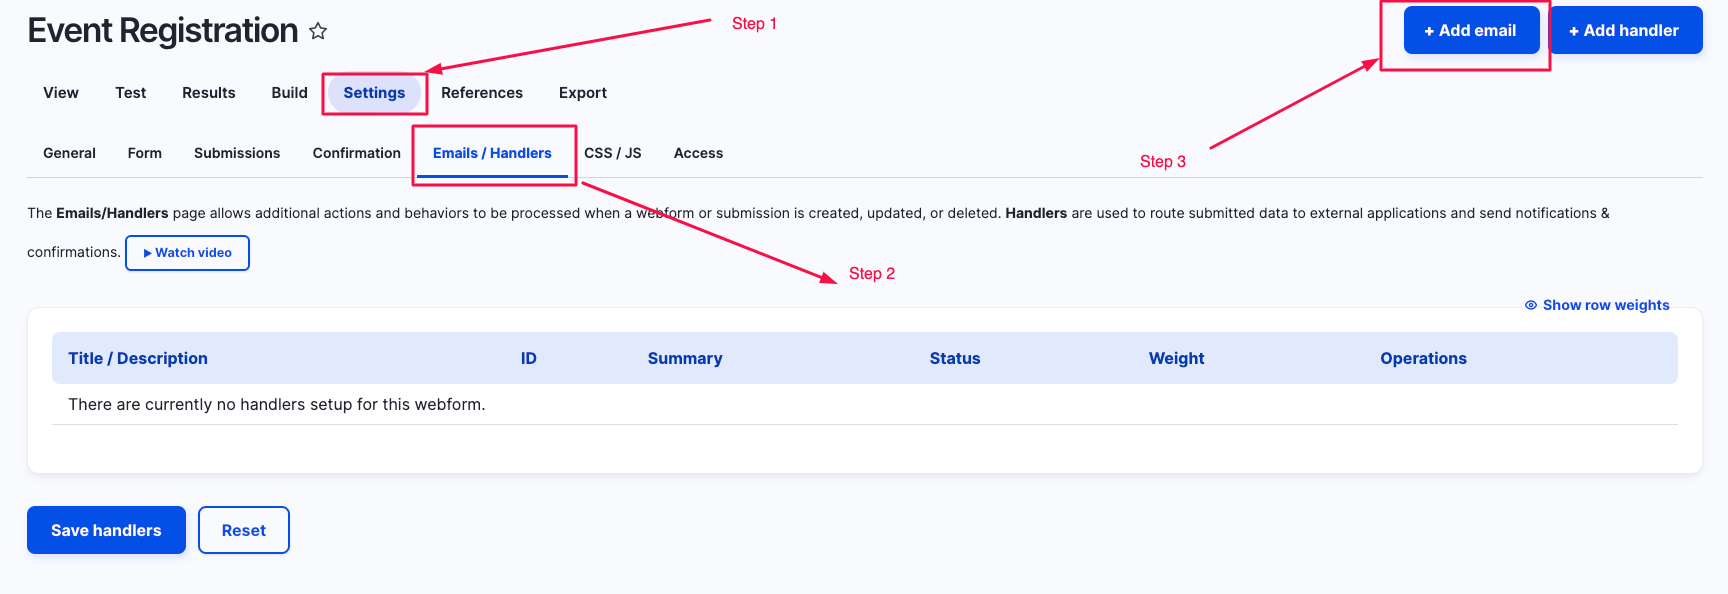 Event Registration
Step 1
+ Add email
+ Add handler
View
Test
Results
Build
Settings
References
Export
General
Form
Submissions
Confirmation
Emails / Handlers
CSS / JS
Access
Step 3
The Emails/Handlers page allows additional actions and behaviors to be processed when a webform or submission is created, updated, or deleted. Handlers are used to route submitted data to external applications and send notifications &
confirmations.
Watch video
Step 2
Show row weights
Title / Description
ID
Summary
Status
Weight
Operations
There are currently no handlers setup for this webform.
Save handlers
Reset